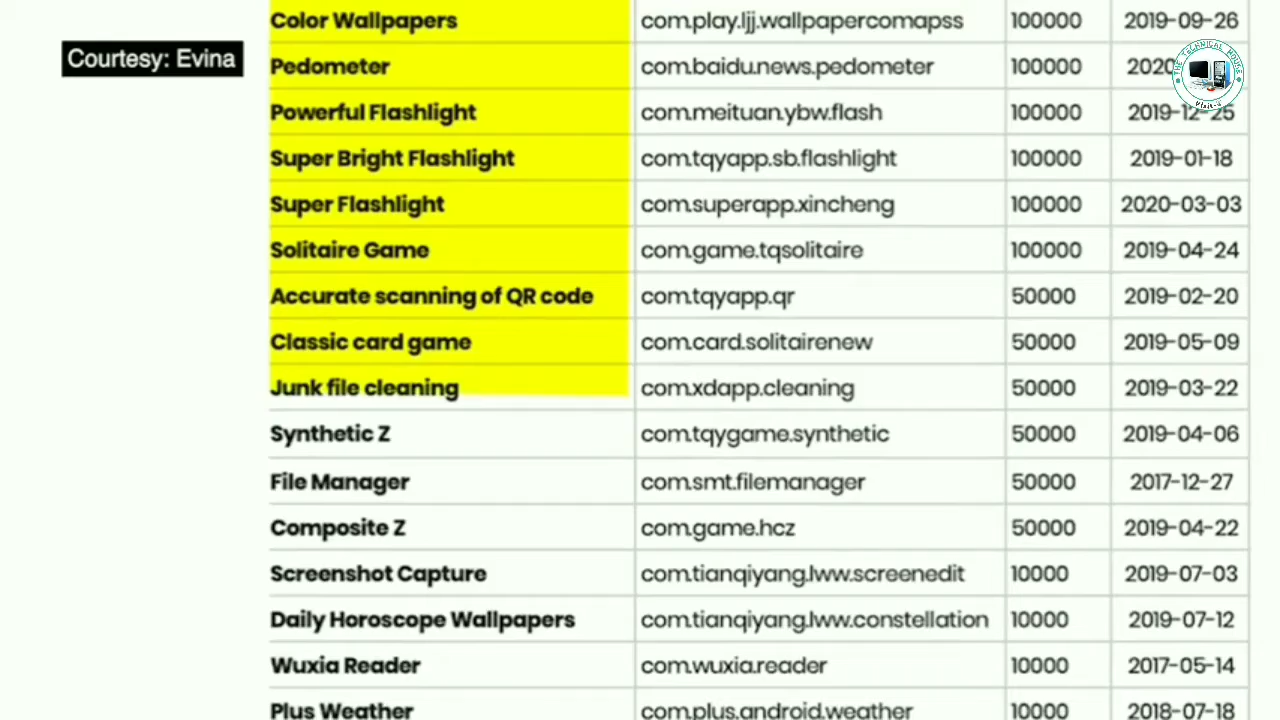 Courtesy: Evina
Color Wallpapers com.play.ljj.wallpapercomapss 100000 2019-09-26
Pedometer com.baidu.news.pedometer 100000 2020
Powerful Flashlight com.meituan.ybw.flash 100000 2019-12-25
Super Bright Flashlight com.tqyapp.sb.flashlight 100000 2019-01-18
Super Flashlight com.superapp.xincheng 100000 2020-03-03
Solitaire Game com.game.tqsolitaire 100000 2019-04-24
Accurate scanning of QR code com.tqyapp.qr 50000 2019-02-20
Classic card game com.card.solitairenew 50000 2019-05-09
Junk file cleaning com.xdapp.cleaning 50000 2019-03-22
Synthetic Z com.tqygame.synthetic 50000 2019-04-06
File Manager com.smt.filemanager 50000 2017-12-27
Composite Z com.game.hcz 50000 2019-04-22
Screenshot Capture com.tianqiyang.lww.screenedit 10000 2019-07-03
Daily Horoscope Wallpapers com.tianqiyang.lww.constellation 10000 2019-07-12
Wuxia Reader com.wuxia.reader 10000 2017-05-14
Plus Weather com.plus.android.weather 10000 2018-07-18
THE TECHNICAL HOUSE